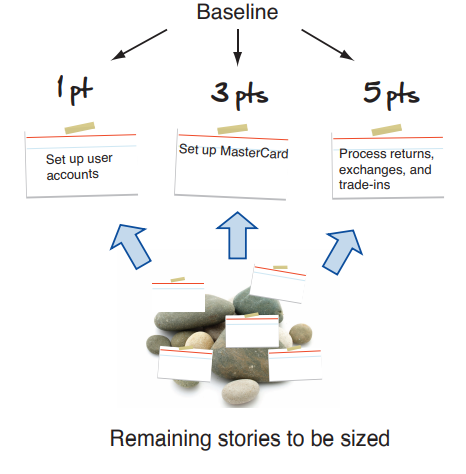 Baseline
1 pt
3 pts
5 pts
Set up user
accounts
Set up MasterCard
Process returns,
exchanges, and
trade-ins
Remaining stories to be sized